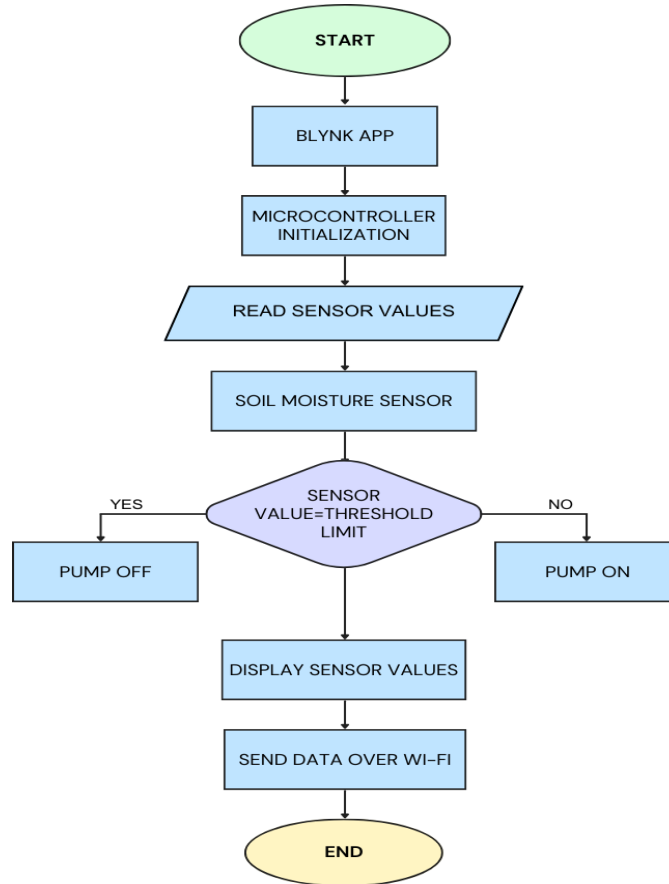 START
BLYNK APP
MICROCONTROLLER
INITIALIZATION
READ SENSOR VALUES
SOIL MOISTURE SENSOR
SENSOR
VALUE=THRESHOLD
LIMIT
YES
NO
PUMP OFF
PUMP ON
DISPLAY SENSOR VALUES
SEND DATA OVER WI-FI
END